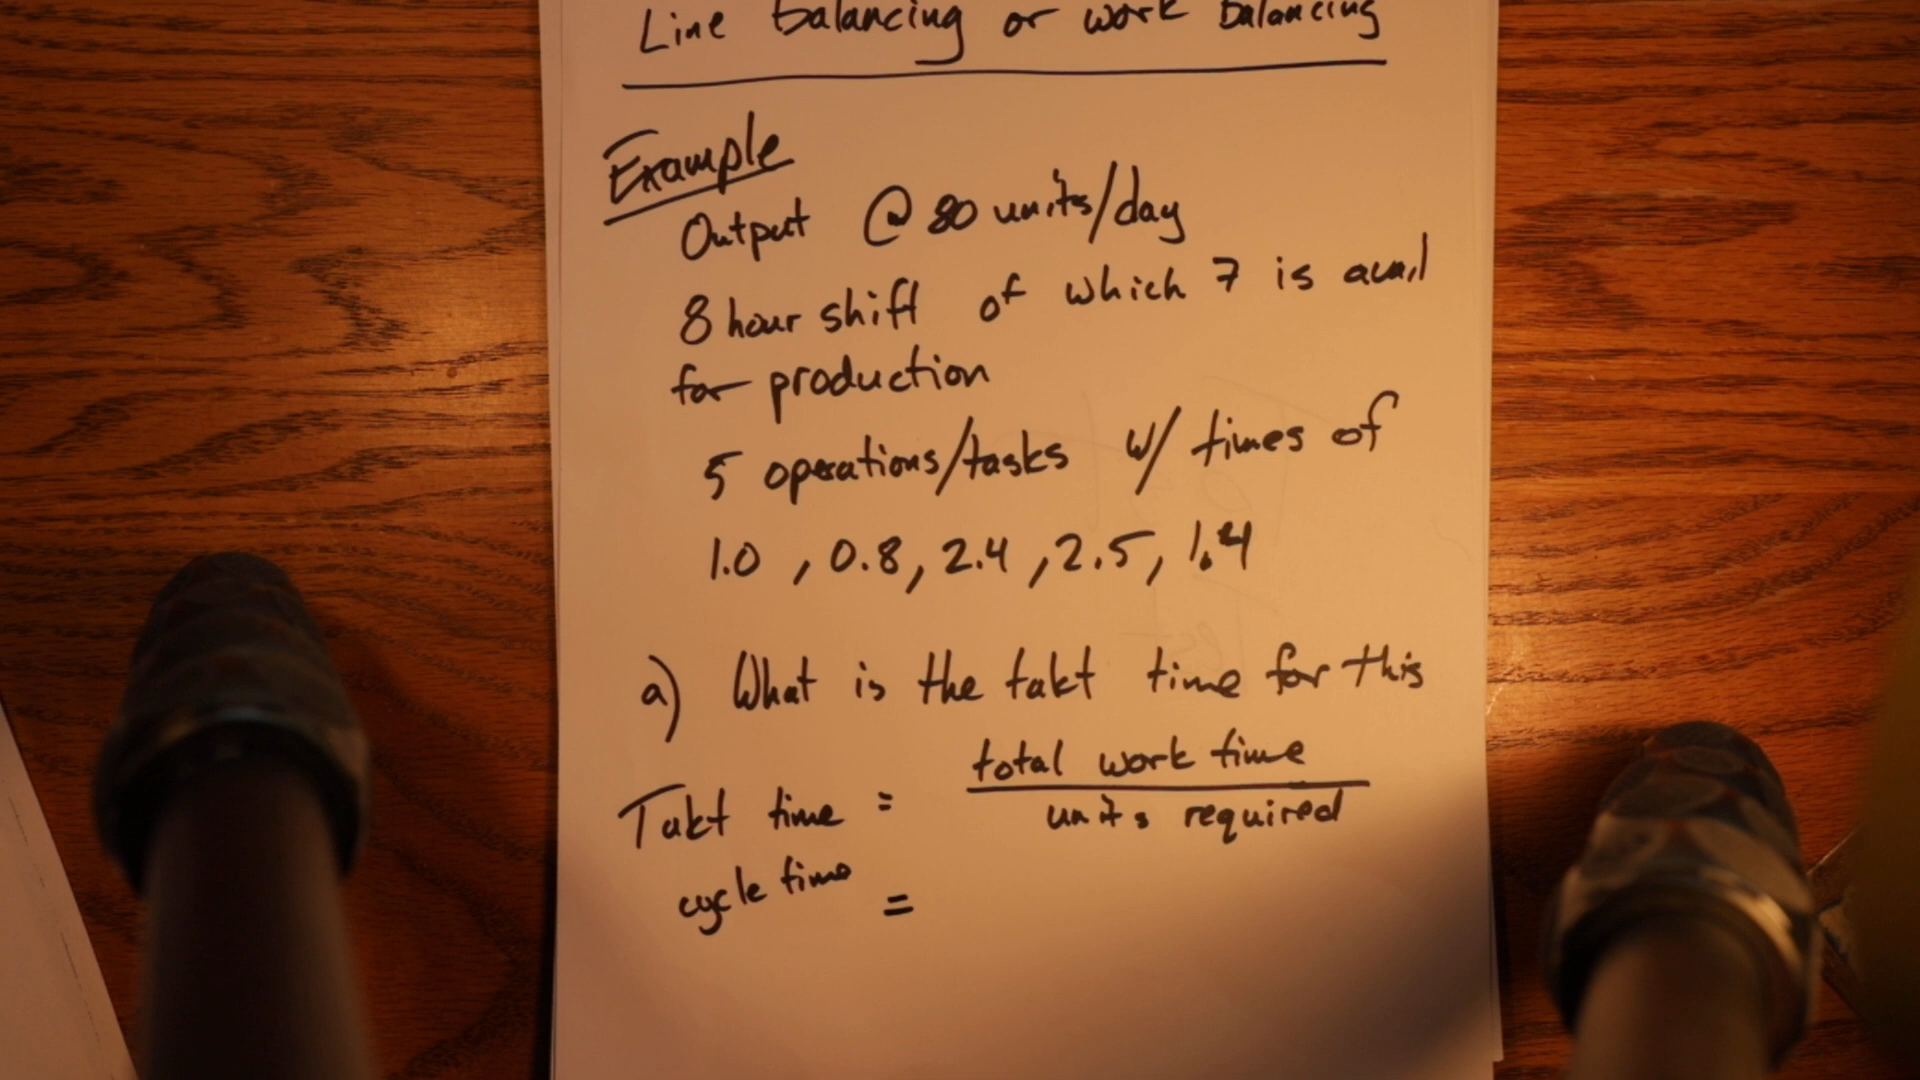 Line balancing or work balancing
Example
Output @ 80 units/day
8 hour shift of which 7 is avail
for production
5 operations/tasks w/ times of
1.0, 0.8, 2.4, 2.5, 1.4
a) What is the takt time for this
total work time
Takt time =
units required
cycle time =